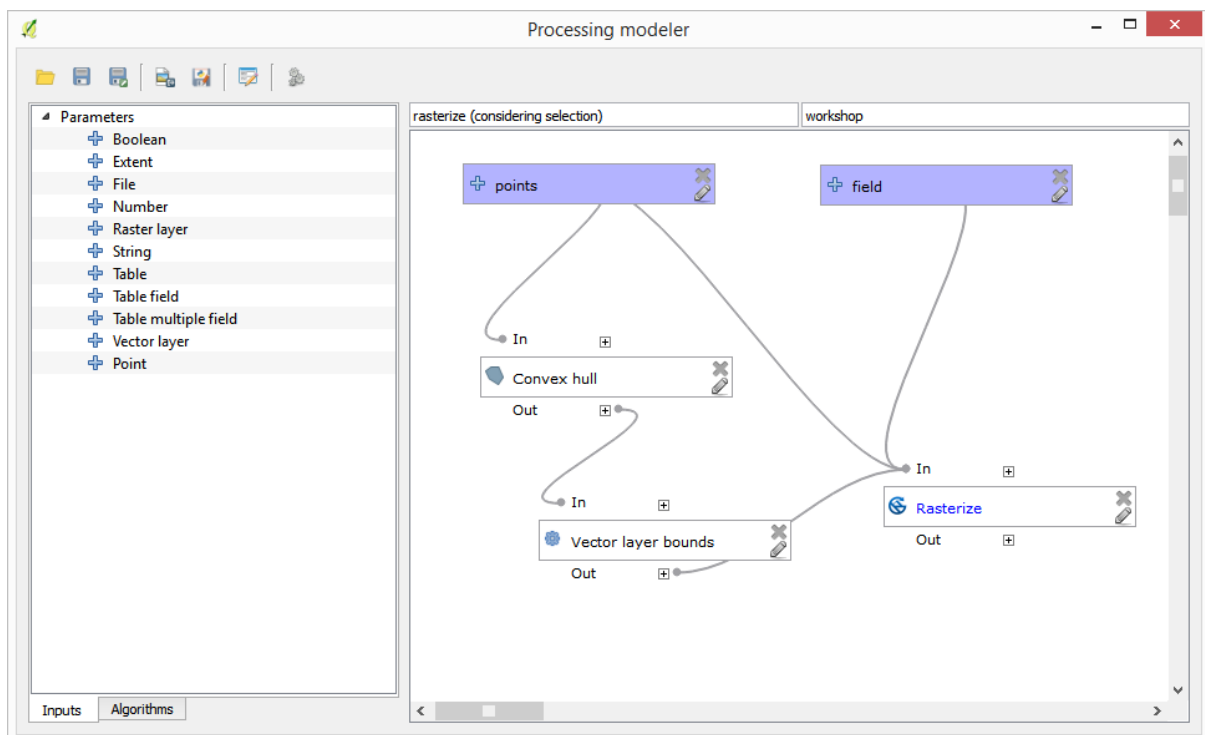 Processing modeler
Parameters
Boolean
Extent
File
Number
Raster layer
String
Table
Table field
Table multiple field
Vector layer
Point
Inputs
Algorithms
rasterize (considering selection)
workshop
points
field
In
Convex hull
Out
In
Vector layer bounds
Out
In
Rasterize
Out